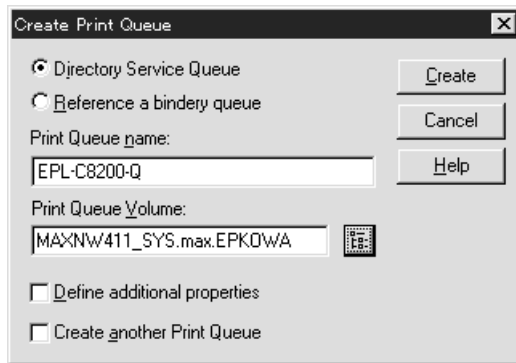 Create Print Queue
Directory Service Queue
Create
Reference a bindery queue
Cancel
Print Queue name:
Help
EPL-C8200-Q
Print Queue Volume:
MAXNW411_SYS.max.EPKOWA
Define additional properties
Create another Print Queue